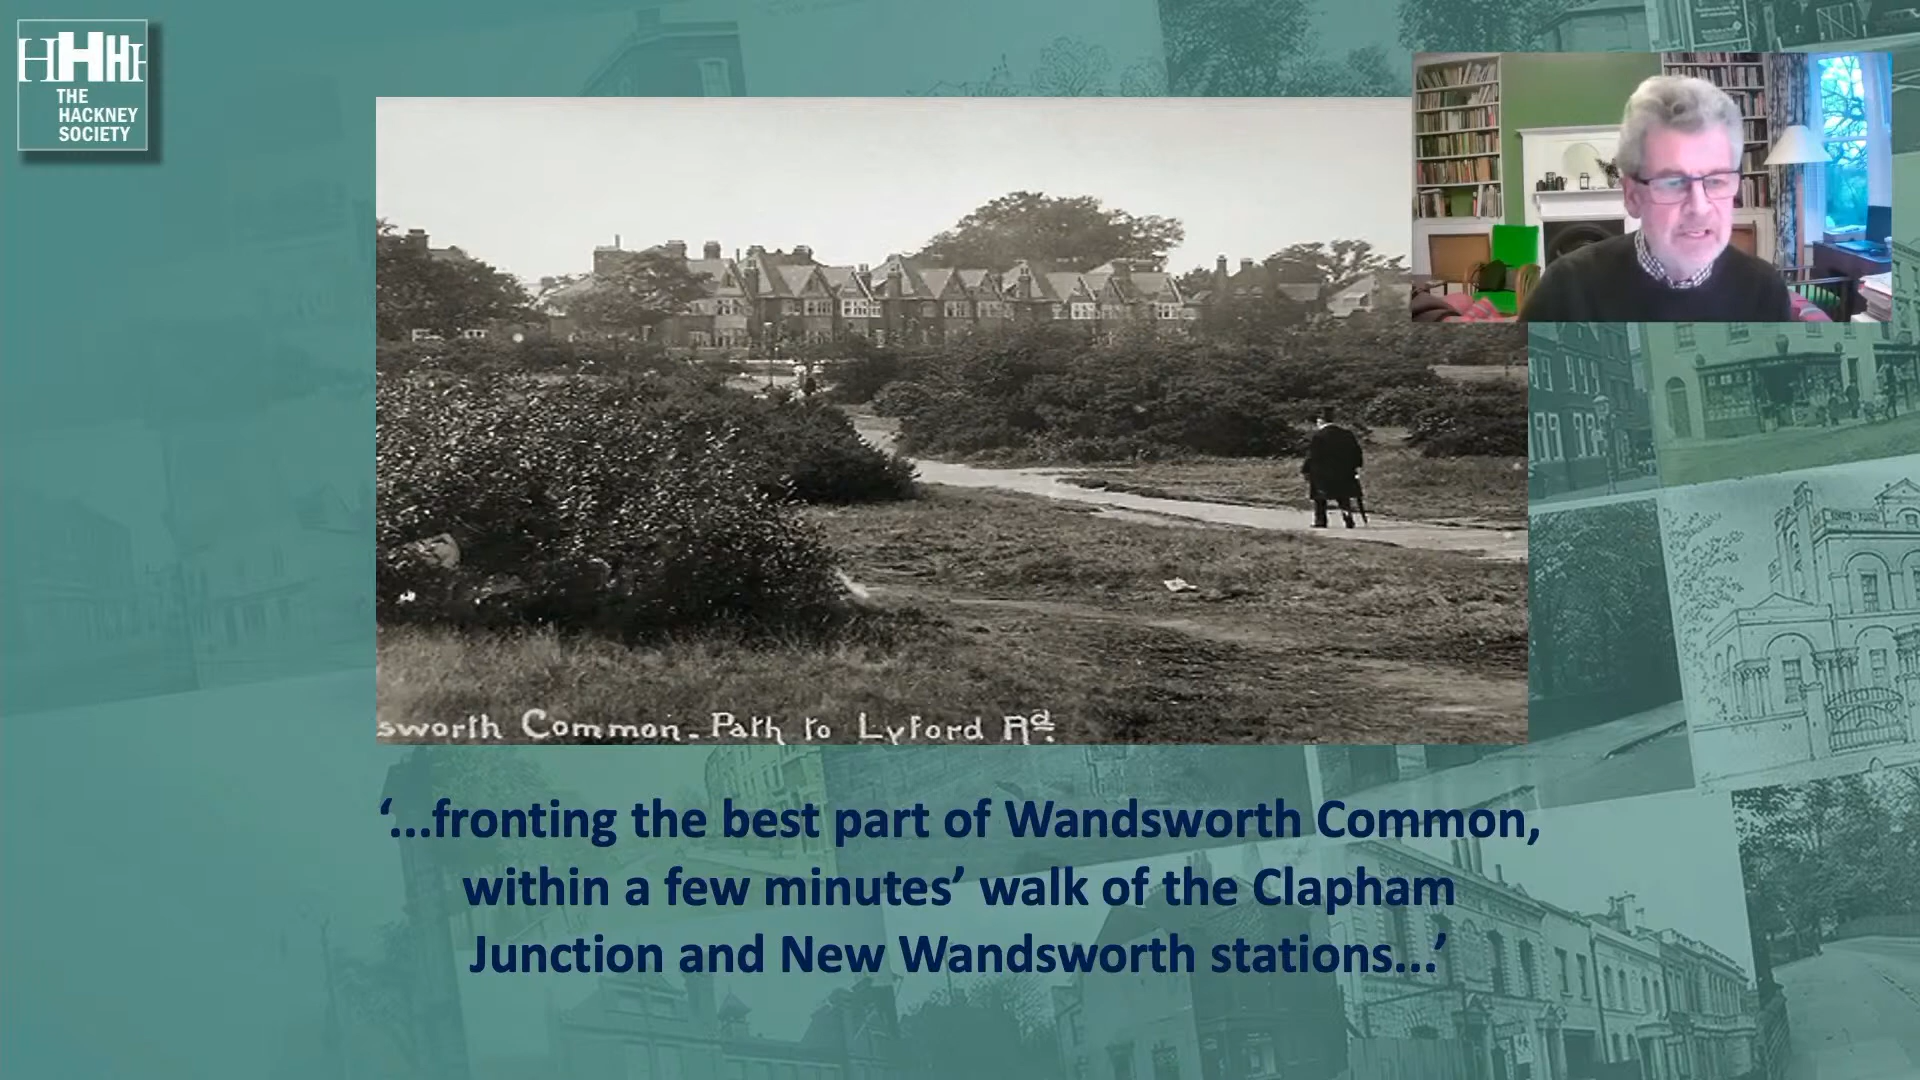 HHHH
THE
HACKNEY
SOCIETY
sworth Common - Path to Lyford Rd.
‘...fronting the best part of Wandsworth Common,
within a few minutes’ walk of the Clapham
Junction and New Wandsworth stations...’